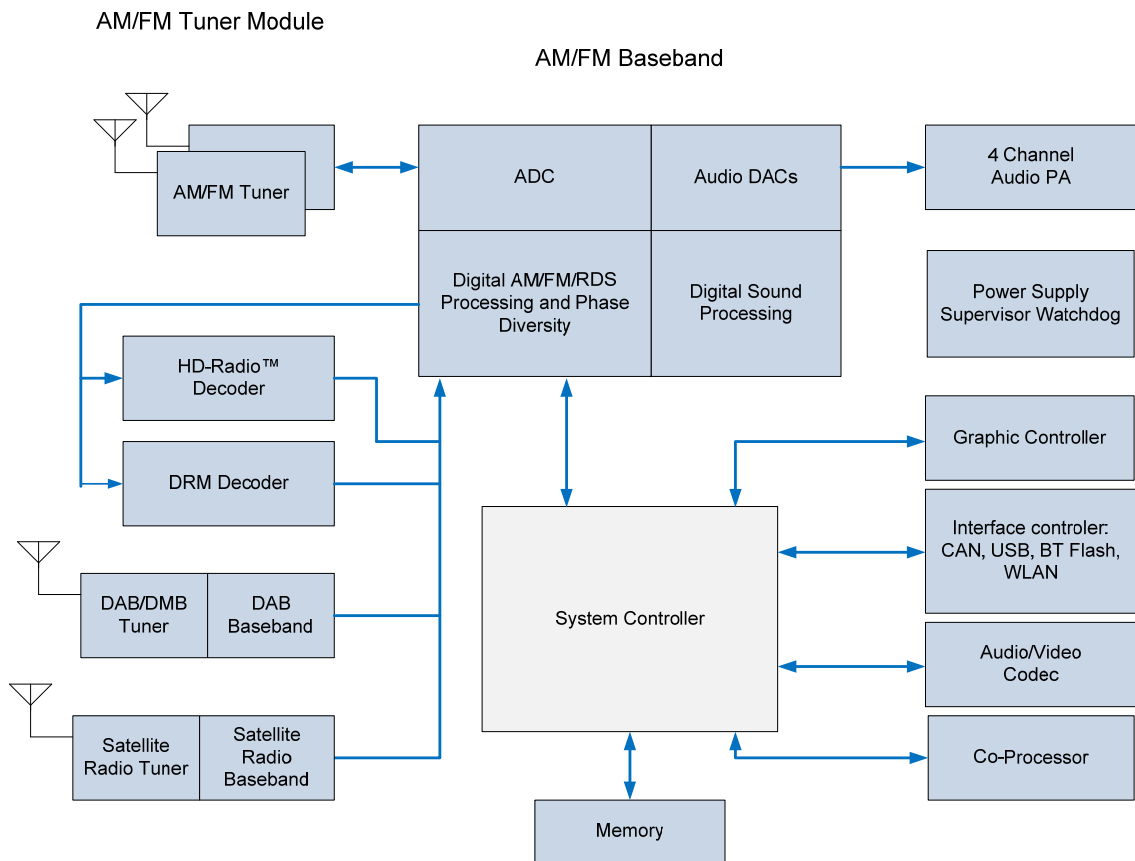 AM/FM Tuner Module
AM/FM Baseband
AM/FM Tuner
ADC
Audio DACs
4 Channel
Audio PA
Digital AM/FM/RDS
Processing and Phase
Diversity
Digital Sound
Processing
Power Supply
Supervisor Watchdog
HD-Radio™
Decoder
DRM Decoder
Graphic Controller
Interface controler:
CAN, USB, BT Flash,
WLAN
DAB/DMB
Tuner
DAB
Baseband
System Controller
Audio/Video
Codec
Satellite
Radio Tuner
Satellite
Radio
Baseband
Co-Processor
Memory